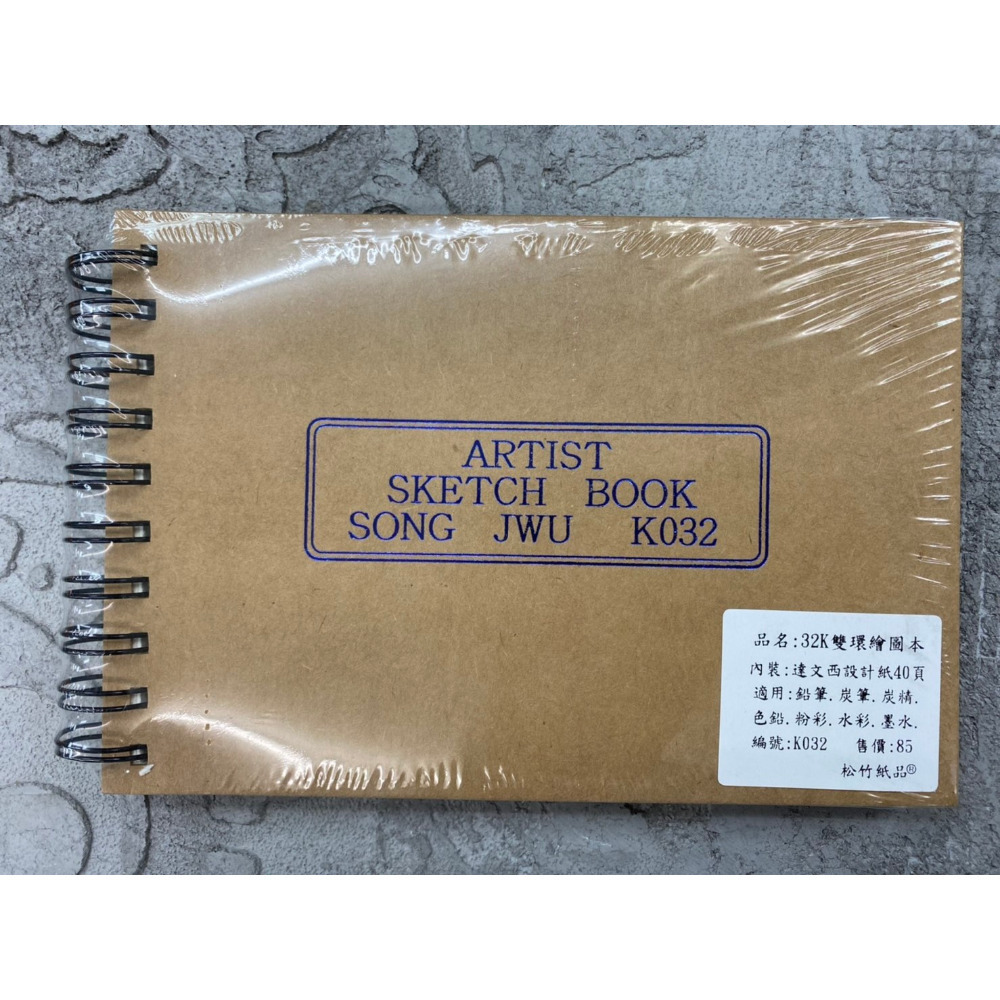 ARTIST
SKETCH BOOK
SONG JWU K032
品名:32K雙環繪圖本
內裝:達文西設計紙40頁
適用:鉛筆.炭筆.炭精.
色鉛.粉彩.水彩.墨水.
編號:K032 售價:85
松竹紙品®